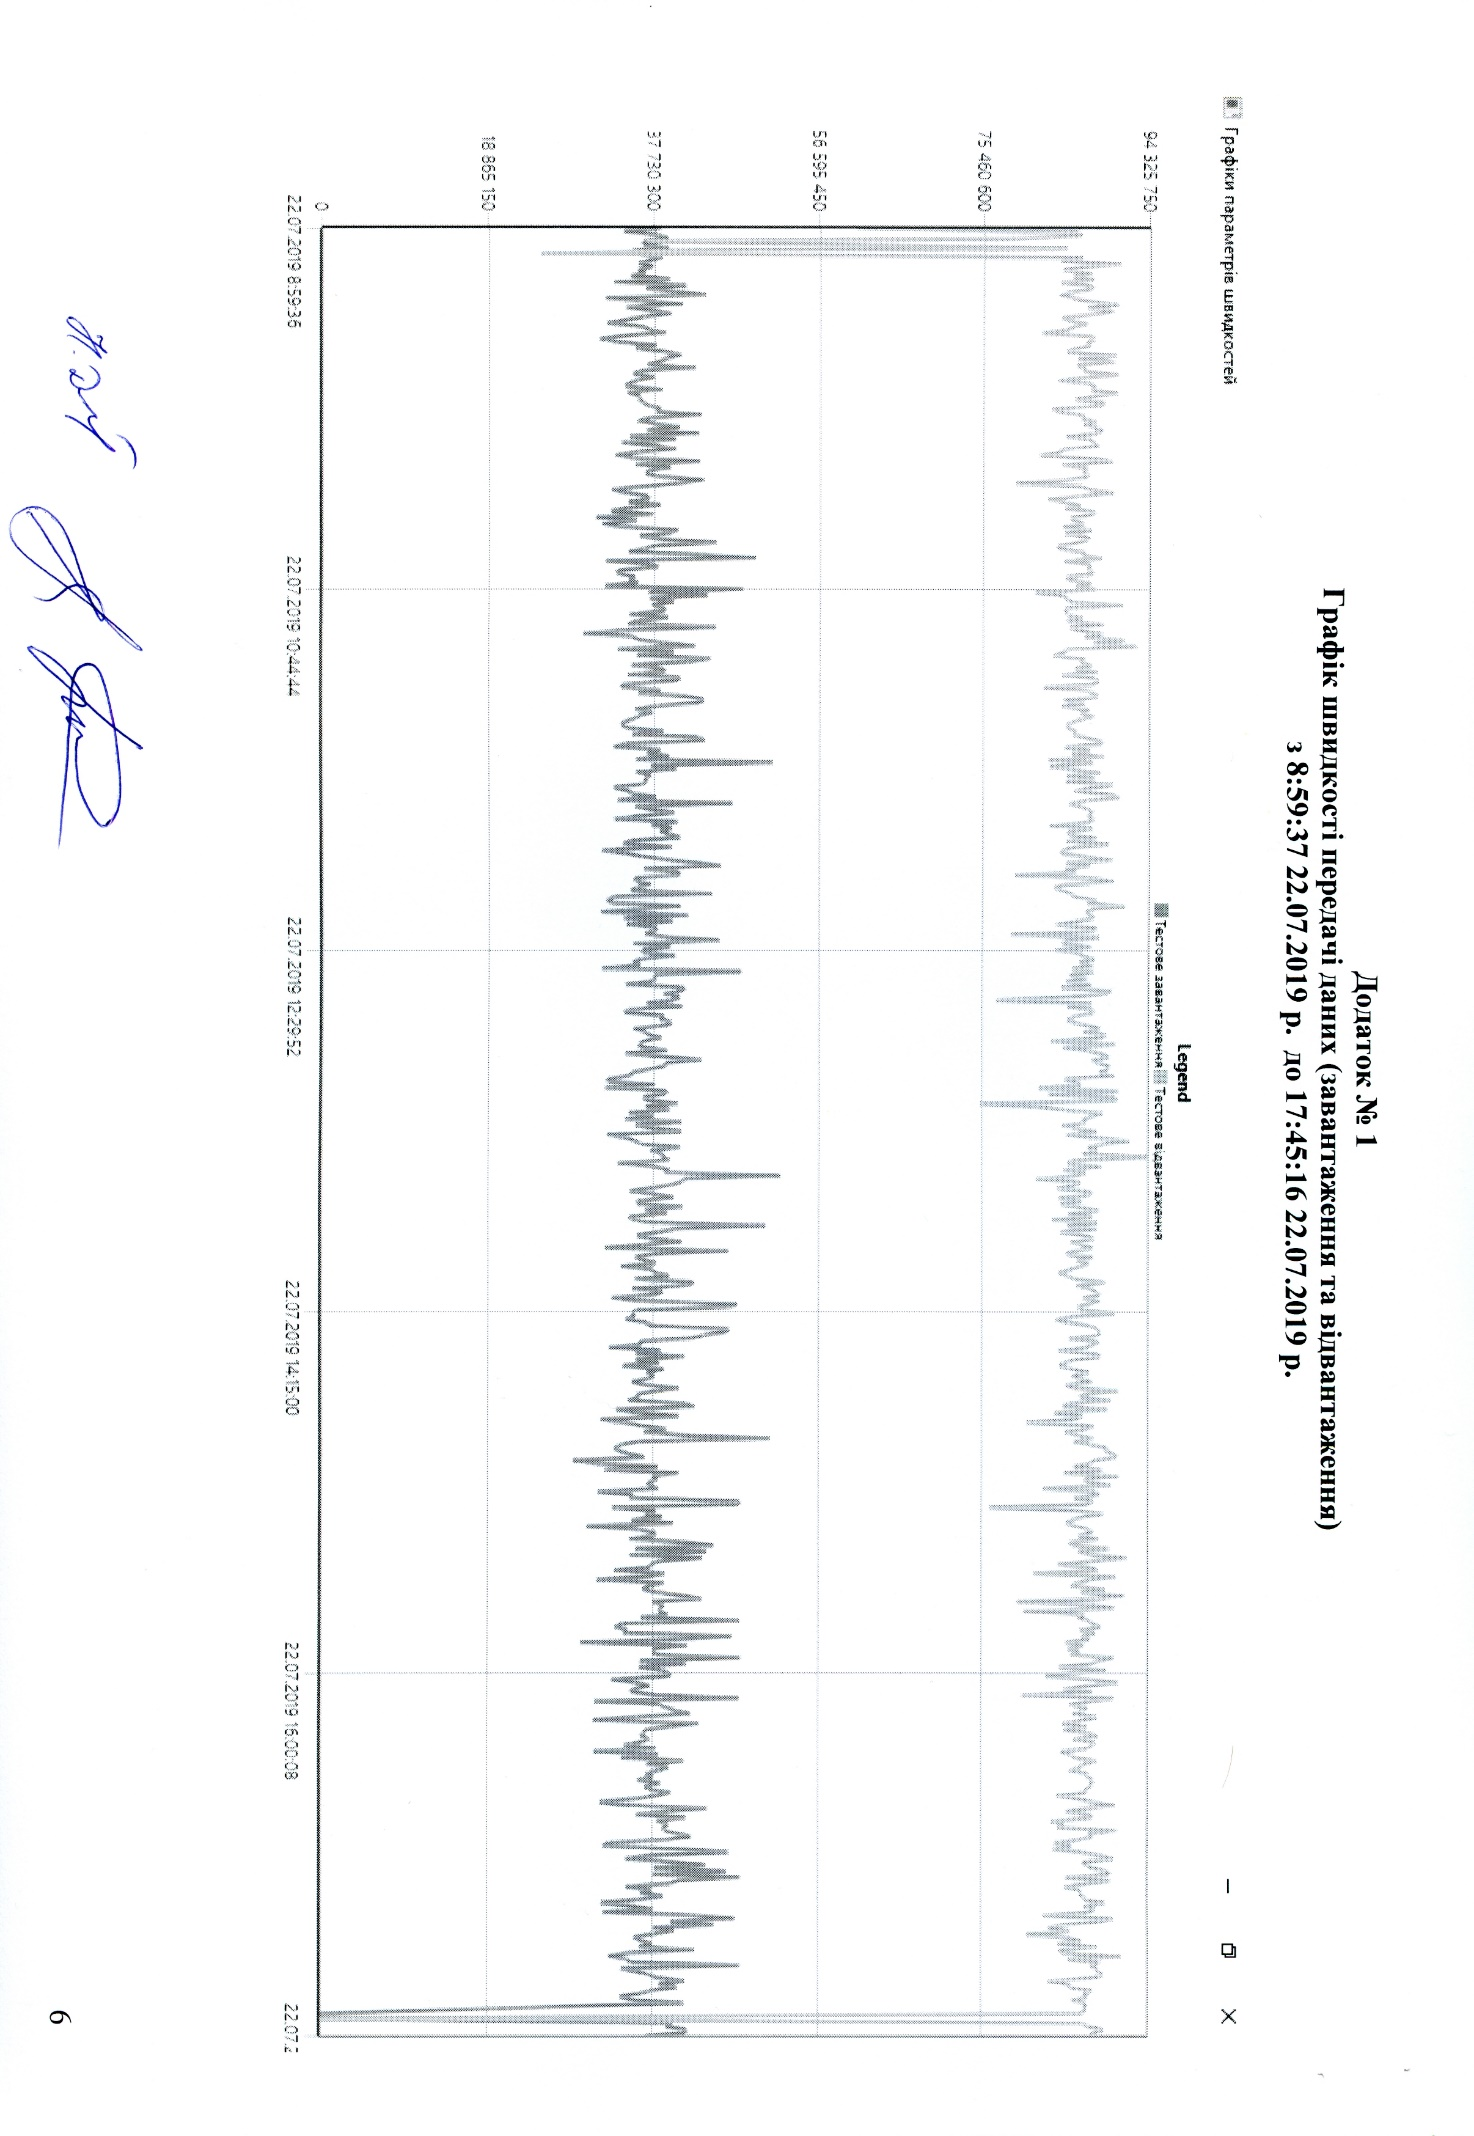 Додаток № 1
Графік швидкості передачі даних (завантаження та відвантаження)
з 8:59:37 22.07.2019 р. до 17:45:16 22.07.2019 р.
Графіки параметрів швидкостей
Legend
Тестове завантаження Тестове відвантаження
94 325 750
75 460 600
56 595 450
37 730 300
18 865 150
0
22.07.2019 8:59:36
22.07.2019 10:44:44
22.07.2019 12:29:52
22.07.2019 14:15:00
22.07.2019 16:00:08
22.07.2
6